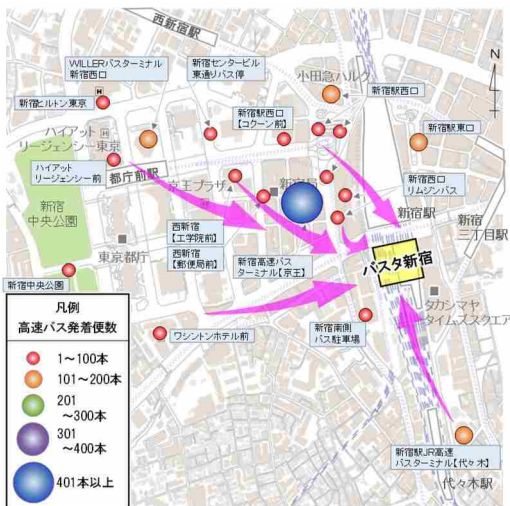 西新宿駅
N
WILLERバスターミナル
新宿西口
新宿センタービル
東通りバス停
小田急ハルク
新宿駅西口
新宿ヒルトン東京
新宿駅西口
【コクーン前】
新宿駅東口
ハイアット
リージェンシー東京
ハイアット
リージェンシー前
都庁前駅
京王プラザ
新宿局
新宿西口
リムジンバス
新宿
中央公園
西新宿
【工学院前】
西新宿
【郵便局前】
新宿駅
新宿
三丁目駅
東京都庁
新宿高速バス
ターミナル【京王】
バスタ新宿
新宿中央公園
タカシマヤ
タイムズスクエア
凡例
高速バス発着便数
1～100本
101～200本
201
～300本
301
～400本
401本以上
ワシントンホテル前
新宿南側
バス駐車場
新宿駅JR高速
バスターミナル【代々木】
代々木駅